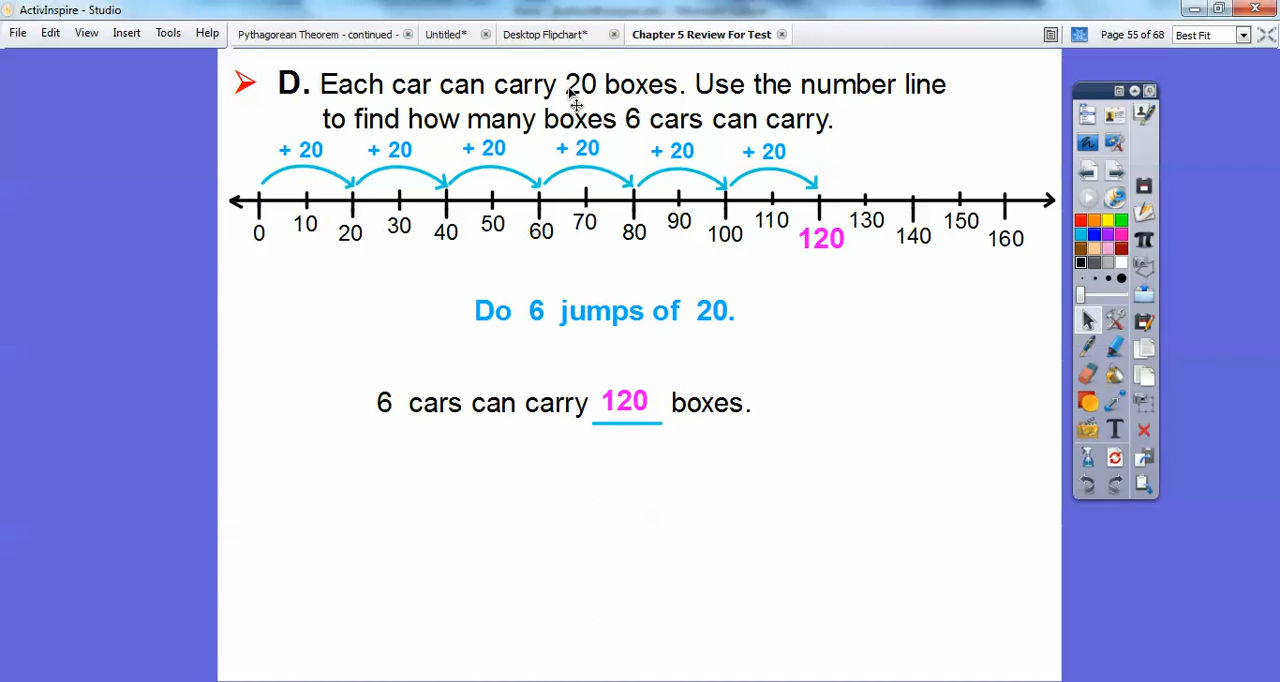 ActivInspire - Studio
File Edit View Insert Tools Help
Pythagorean Theorem - continued - Untitled* Desktop Flipchart* Chapter 5 Review For Test Page 55 of 68 Best Fit
D. Each car can carry 20 boxes. Use the number line
to find how many boxes 6 cars can carry.
+ 20 + 20 + 20 + 20 + 20 + 20
0 10 20 30 40 50 60 70 80 90 100 110 120 130 140 150 160
Do 6 jumps of 20.
6 cars can carry 120 boxes.